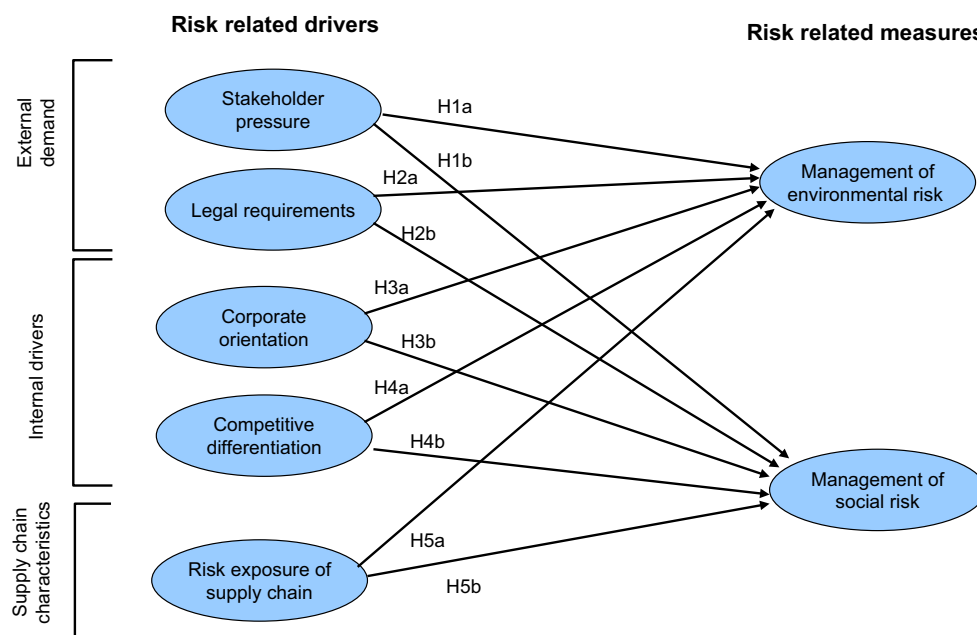 Risk related drivers
Risk related measures
External
demand
Stakeholder
pressure
H1a
H1b
Legal requirements
H2a
H2b
Management of
environmental risk
Internal drivers
Corporate
orientation
H3a
H3b
Competitive
differentiation
H4a
H4b
Management of
social risk
Supply chain
characteristics
Risk exposure of
supply chain
H5a
H5b